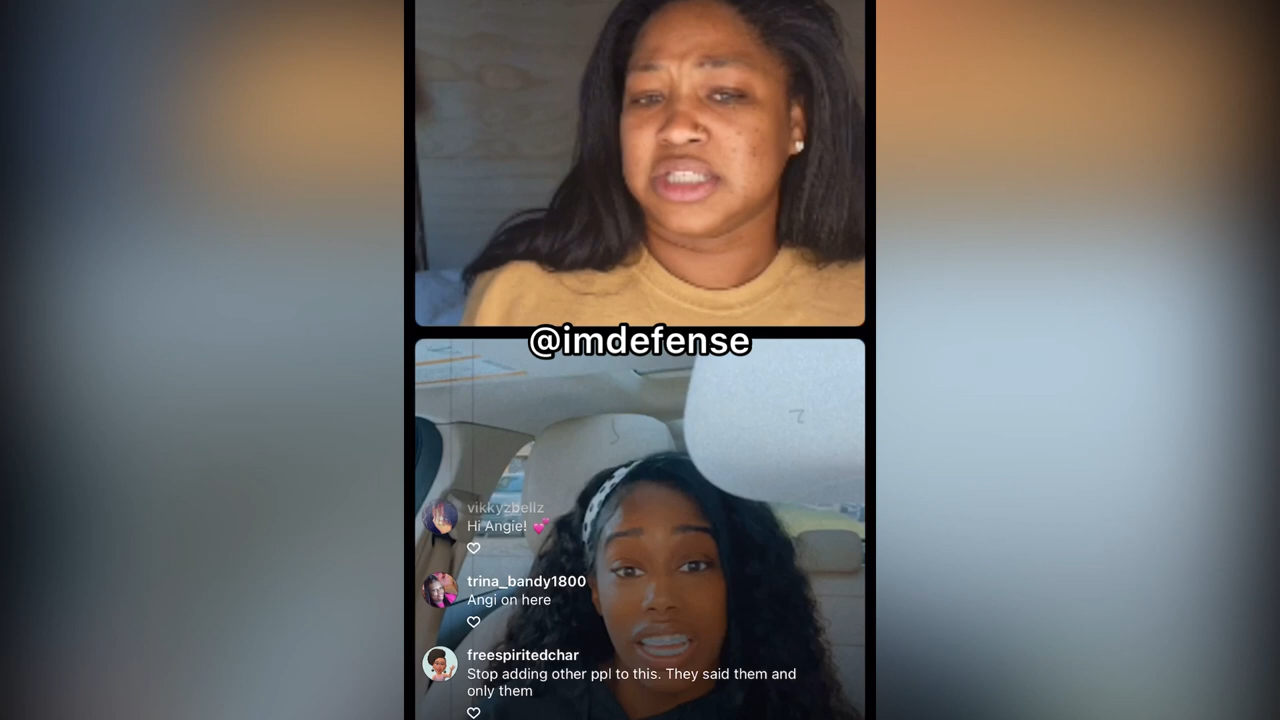 @imdefense
vikkyzbellz
Hi Angie! 💕
trina_bandy1800
Angi on here
freespiritedchar
Stop adding other ppl to this. They said them and
only them